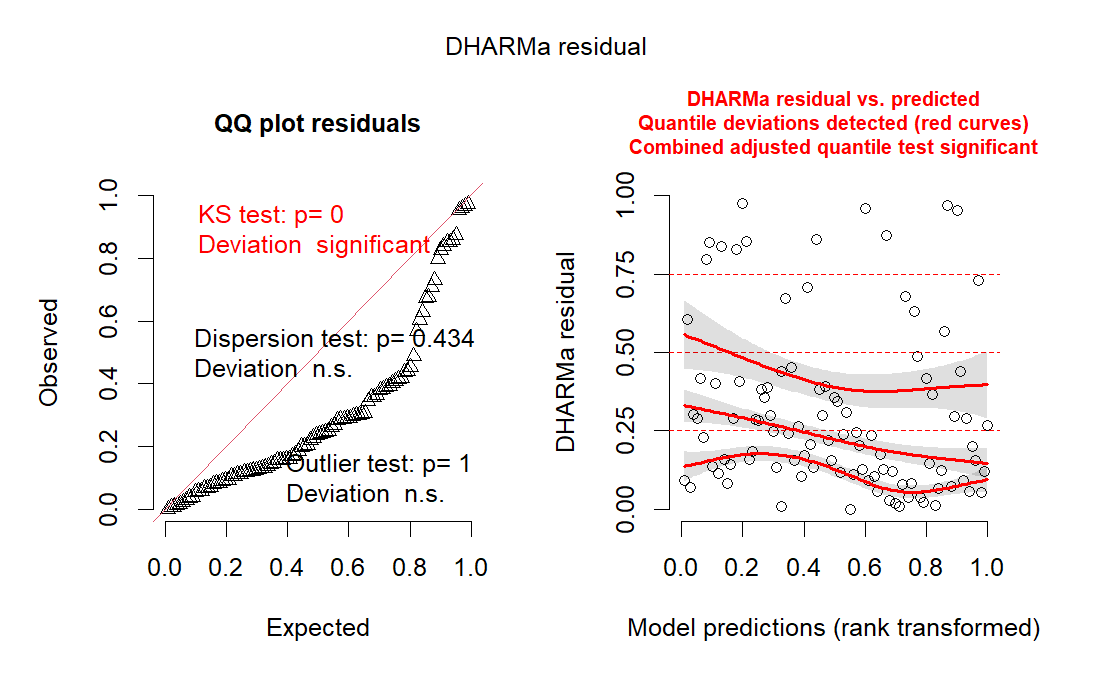 DHARMa residual
QQ plot residuals
KS test: p= 0
Deviation  significant
Dispersion test: p= 0.434
Deviation  n.s.
Outlier test: p= 1
Deviation  n.s.
Observed
0.0
0.2
0.4
0.6
0.8
1.0
0.0 0.2 0.4 0.6 0.8 1.0
Expected
DHARMa residual vs. predicted
Quantile deviations detected (red curves)
Combined adjusted quantile test significant
DHARMa residual
0.00
0.25
0.50
0.75
1.00
0.0 0.2 0.4 0.6 0.8 1.0
Model predictions (rank transformed)